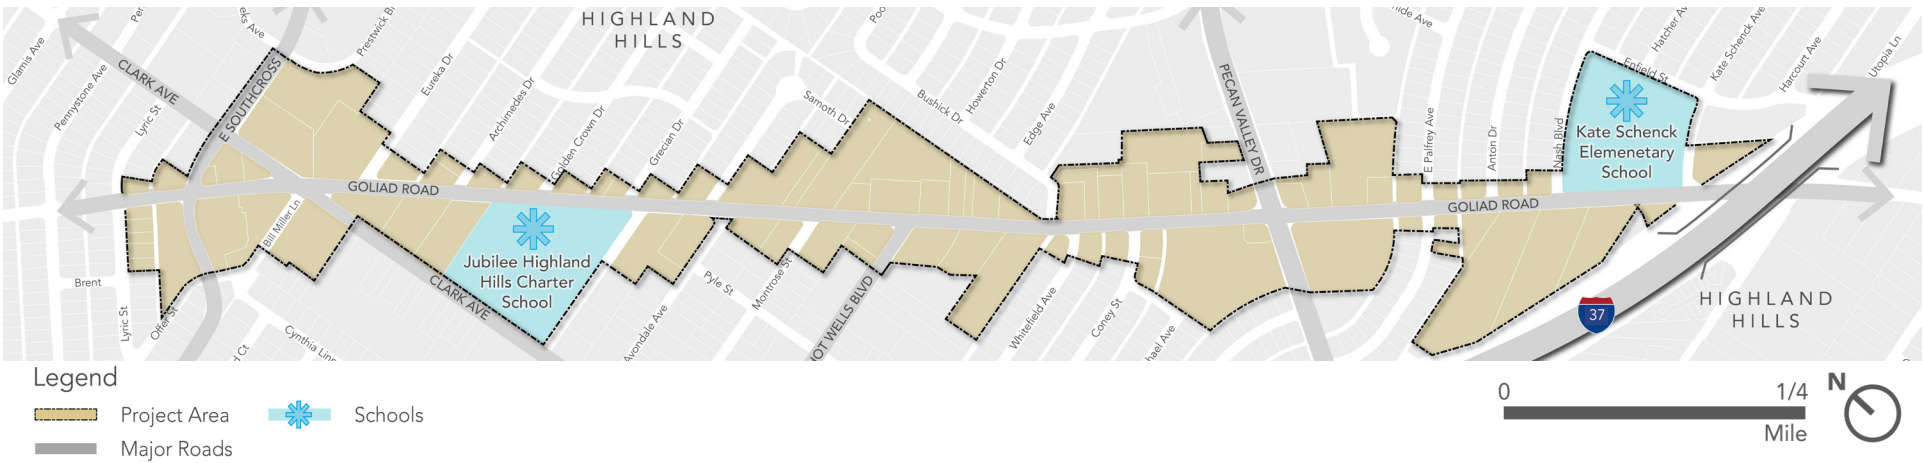 HIGHLAND
HILLS
Glamis Ave
Pennystone Ave
Lyric St
CLARK AVE
E SOUTHCROSS
Prestwick Bl
Eureka Dr
Archimedes Dr
Golden Crown Dr
Grecian Dr
Samoth Dr
Bushick Dr
Howerton Dr
Edge Ave
PECAN VALLEY DR
E Palfrey Ave
Anton Dr
Nash Blvd
Enfield St
Hatcher Av
Kate Schenck Ave
Harcourt Ave
Utopia Ln
Kate Schenck
Elemenetary
School
GOLIAD ROAD
GOLIAD ROAD
Bill Miller Ln
Jubilee Highland
Hills Charter
School
CLARK AVE
Brent
Lyric St
Offer St
Cynthia Linn
d Ct
Avondale Ave
Pyle St
Montrose St
HOT WELLS BLVD
Whitefield Ave
Coney St
hael Ave
37
HIGHLAND
HILLS
Legend
Project Area
Schools
Major Roads
0
1/4
Mile
N